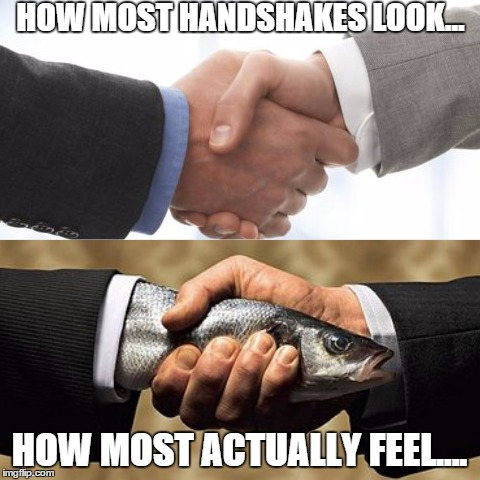 HOW MOST HANDSHAKES LOOK...
HOW MOST ACTUALLY FEEL....
imgflip.com